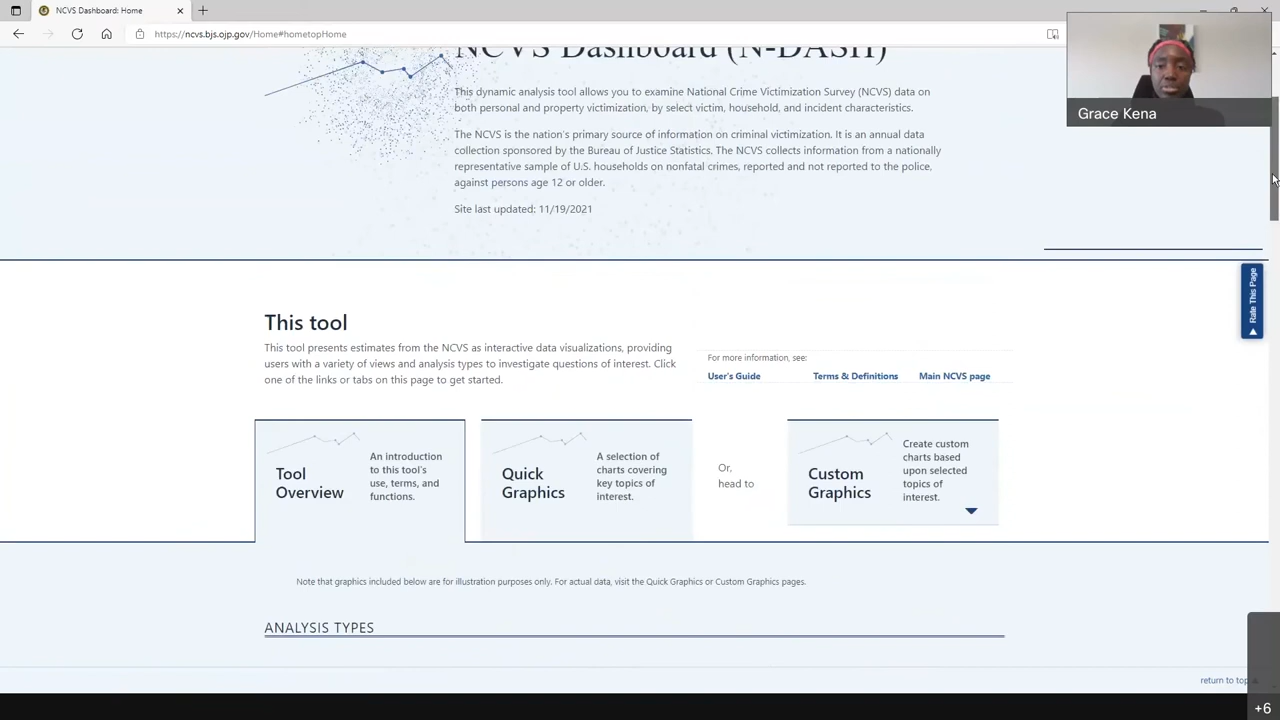 NCVS Dashboard: Home
https://ncvs.bjs.ojp.gov/Home#hometopHome
NCVS Dashboard (N-DASH)
This dynamic analysis tool allows you to examine National Crime Victimization Survey (NCVS) data on
both personal and property victimization, by select victim, household, and incident characteristics.
The NCVS is the nation's primary source of information on criminal victimization. It is an annual data
collection sponsored by the Bureau of Justice Statistics. The NCVS collects information from a nationally
representative sample of U.S. households on nonfatal crimes, reported and not reported to the police,
against persons age 12 or older.
Site last updated: 11/19/2021
Grace Kena
Rate This Page
This tool
This tool presents estimates from the NCVS as interactive data visualizations, providing
users with a variety of views and analysis types to investigate questions of interest. Click
one of the links or tabs on this page to get started.
For more information, see:
User's Guide Terms & Definitions Main NCVS page
Tool
Overview
An introduction
to this tool's
use, terms, and
functions.
Quick
Graphics
A selection of
charts covering
key topics of
interest.
Or,
head to
Custom
Graphics
Create custom
charts based
upon selected
topics of
interest.
Note that graphics included below are for illustration purposes only. For actual data, visit the Quick Graphics or Custom Graphics pages.
ANALYSIS TYPES
return to top
+6